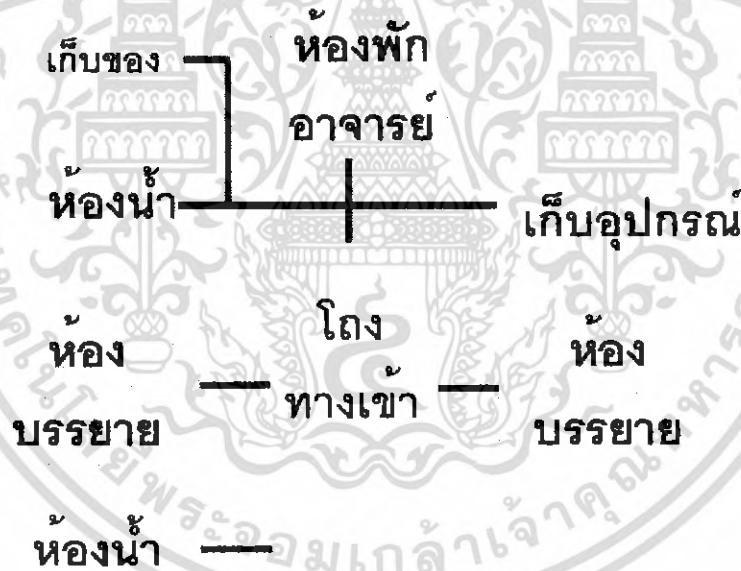 เก็บของ
ห้องพัก
อาจารย์
ห้องน้ำ
เก็บอุปกรณ์
ห้อง
บรรยาย
โถง
ทางเข้า
ห้อง
บรรยาย
ห้องน้ำ